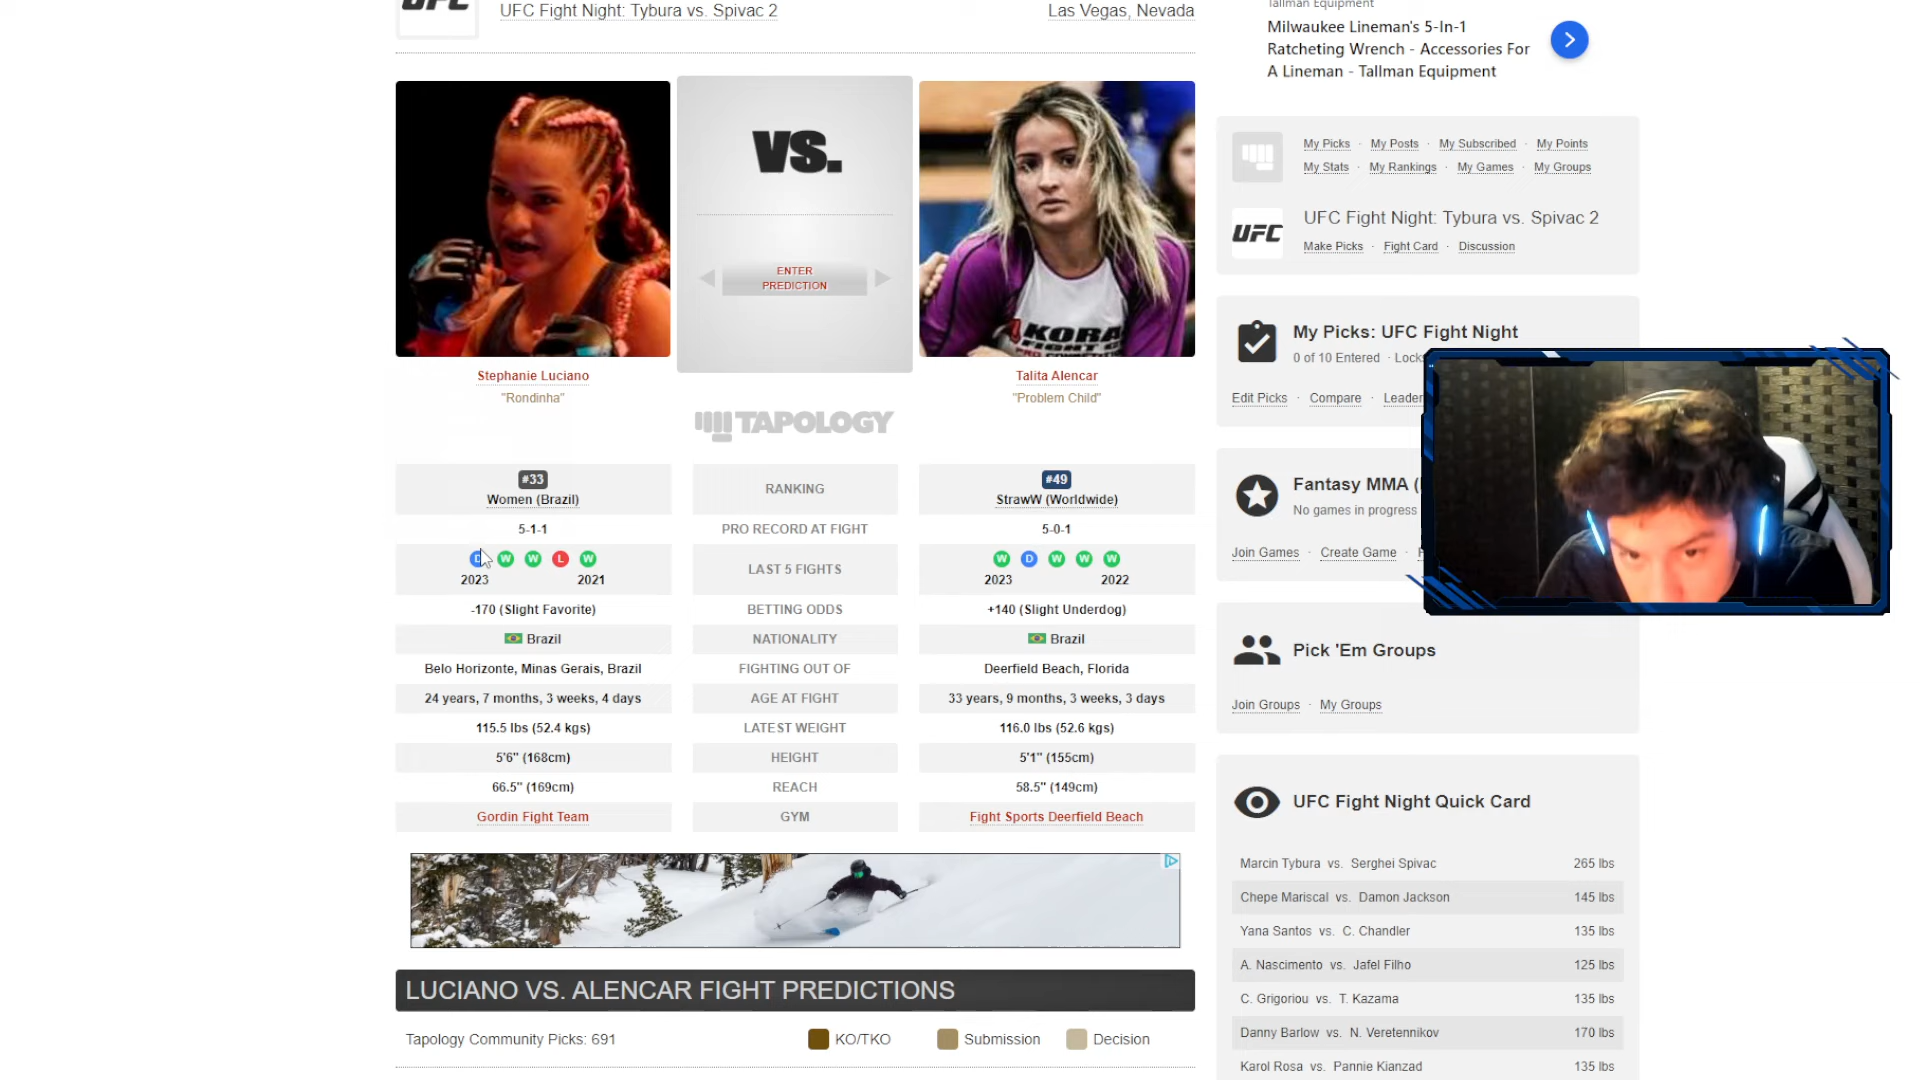 UFC
UFC Fight Night: Tybura vs. Spivac 2
Las Vegas, Nevada
Tallman Equipment
Milwaukee Lineman's 5-In-1
Ratcheting Wrench - Accessories For
A Lineman - Tallman Equipment
VS.
ENTER
PREDICTION
KORA
Stephanie Luciano
"Rondinha"
Talita Alencar
"Problem Child"
TAPOLOGY
#33
Women (Brazil)
RANKING
#49
StrawW (Worldwide)
5-1-1
PRO RECORD AT FIGHT
5-0-1
D W W L W
2023 2021
LAST 5 FIGHTS
W D W W W
2023 2022
-170 (Slight Favorite)
BETTING ODDS
+140 (Slight Underdog)
Brazil
NATIONALITY
Brazil
Belo Horizonte, Minas Gerais, Brazil
FIGHTING OUT OF
Deerfield Beach, Florida
24 years, 7 months, 3 weeks, 4 days
AGE AT FIGHT
33 years, 9 months, 3 weeks, 3 days
115.5 lbs (52.4 kgs)
LATEST WEIGHT
116.0 lbs (52.6 kgs)
5'6" (168cm)
HEIGHT
5'1" (155cm)
66.5" (169cm)
REACH
58.5" (149cm)
Gordin Fight Team
GYM
Fight Sports Deerfield Beach
LUCIANO VS. ALENCAR FIGHT PREDICTIONS
Tapology Community Picks: 691
KO/TKO
Submission
Decision
My Picks · My Posts · My Subscribed · My Points
My Stats · My Rankings · My Games · My Groups
UFC
UFC Fight Night: Tybura vs. Spivac 2
Make Picks · Fight Card · Discussion
My Picks: UFC Fight Night
0 of 10 Entered · Locks
Edit Picks · Compare · Leader
Fantasy MMA (
No games in progress
Join Games · Create Game ·
Pick 'Em Groups
Join Groups · My Groups
UFC Fight Night Quick Card
Marcin Tybura vs. Serghei Spivac 265 lbs
Chepe Mariscal vs. Damon Jackson 145 lbs
Yana Santos vs. C. Chandler 135 lbs
A. Nascimento vs. Jafel Filho 125 lbs
C. Grigoriou vs. T. Kazama 135 lbs
Danny Barlow vs. N. Veretennikov 170 lbs
Karol Rosa vs. Pannie Kianzad 135 lbs